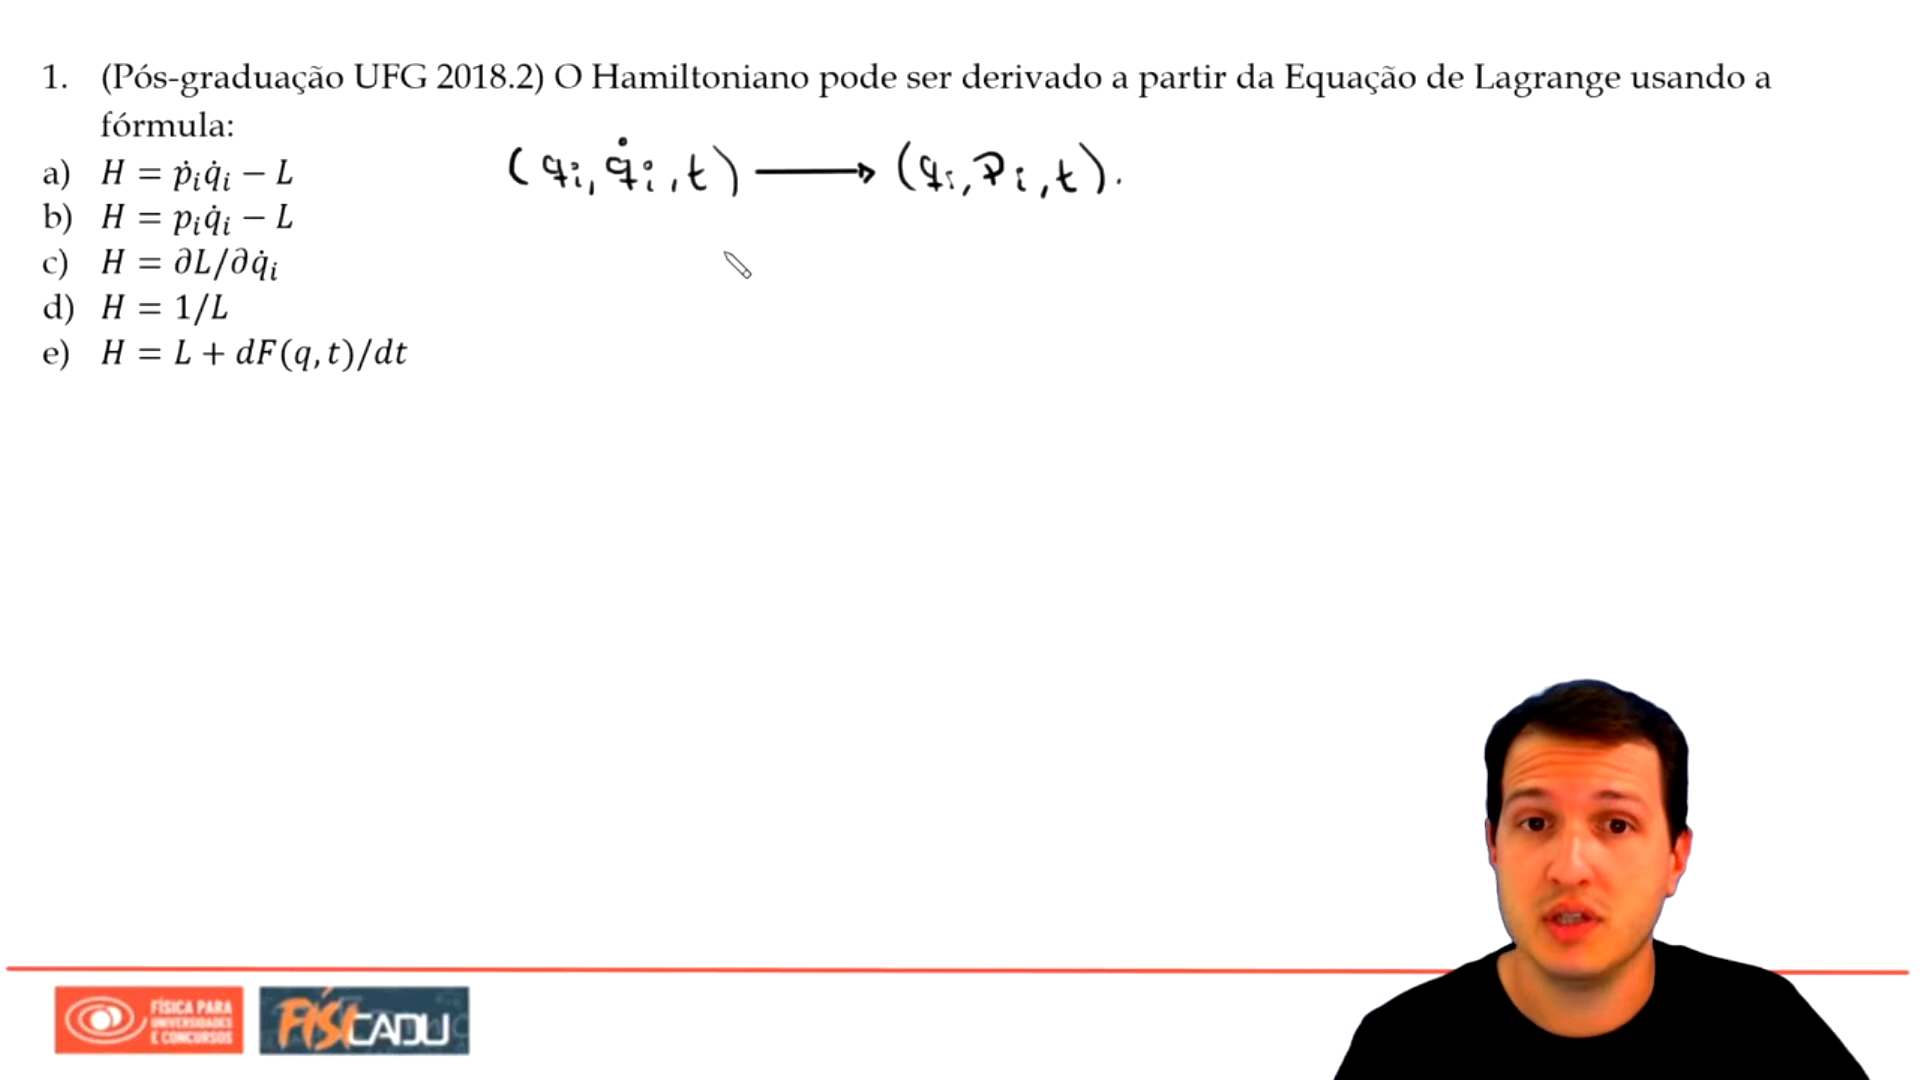 1. (Pós-graduação UFG 2018.2) O Hamiltoniano pode ser derivado a partir da Equação de Lagrange usando a
fórmula:
(qᵢ, q̇ᵢ, t) ⟶ (qᵢ, pᵢ, t).
a) H = ṗᵢq̇ᵢ − L
b) H = pᵢq̇ᵢ − L
c) H = ∂L/∂q̇ᵢ
d) H = 1/L
e) H = L + dF(q, t)/dt
FÍSICA PARA
UNIVERSIDADES
E CONCURSOS
FÍSICADU